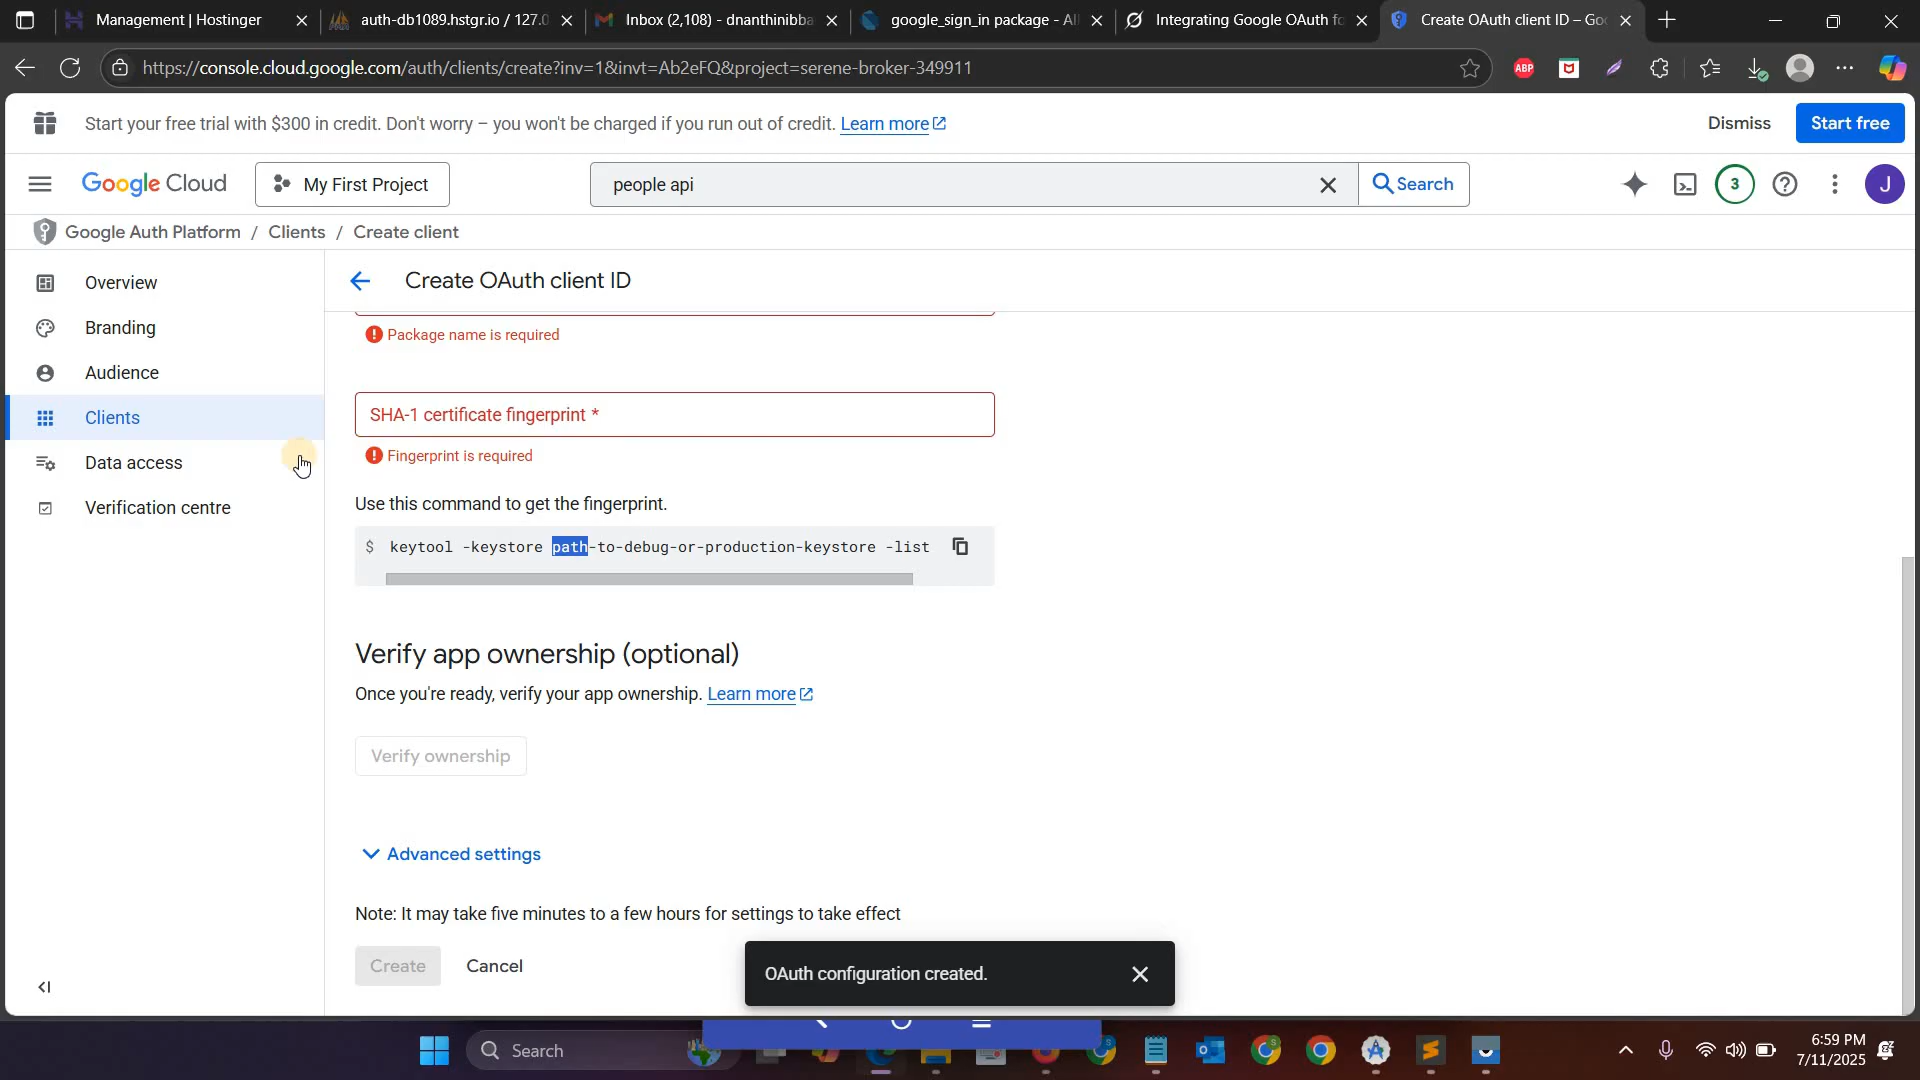 Management | Hostinger
auth-db1089.hstgr.io / 127.0
Inbox (2,108) - dnanthinibba
google_sign_in package - All
Integrating Google OAuth fo
Create OAuth client ID – Goo
https://console.cloud.google.com/auth/clients/create?inv=1&invt=Ab2eFQ&project=serene-broker-349911
ABP
Start your free trial with $300 in credit. Don't worry – you won't be charged if you run out of credit. Learn more
Dismiss
Start free
Google Cloud
My First Project
people api
Search
3
J
Google Auth Platform / Clients / Create client
Overview
Branding
Audience
Clients
Data access
Verification centre
Create OAuth client ID
Package name is required
SHA-1 certificate fingerprint *
Fingerprint is required
Use this command to get the fingerprint.
$ keytool -keystore path-to-debug-or-production-keystore -list
Verify app ownership (optional)
Once you're ready, verify your app ownership. Learn more
Verify ownership
Advanced settings
Note: It may take five minutes to a few hours for settings to take effect
Create
Cancel
OAuth configuration created.
Search
6:59 PM
7/11/2025